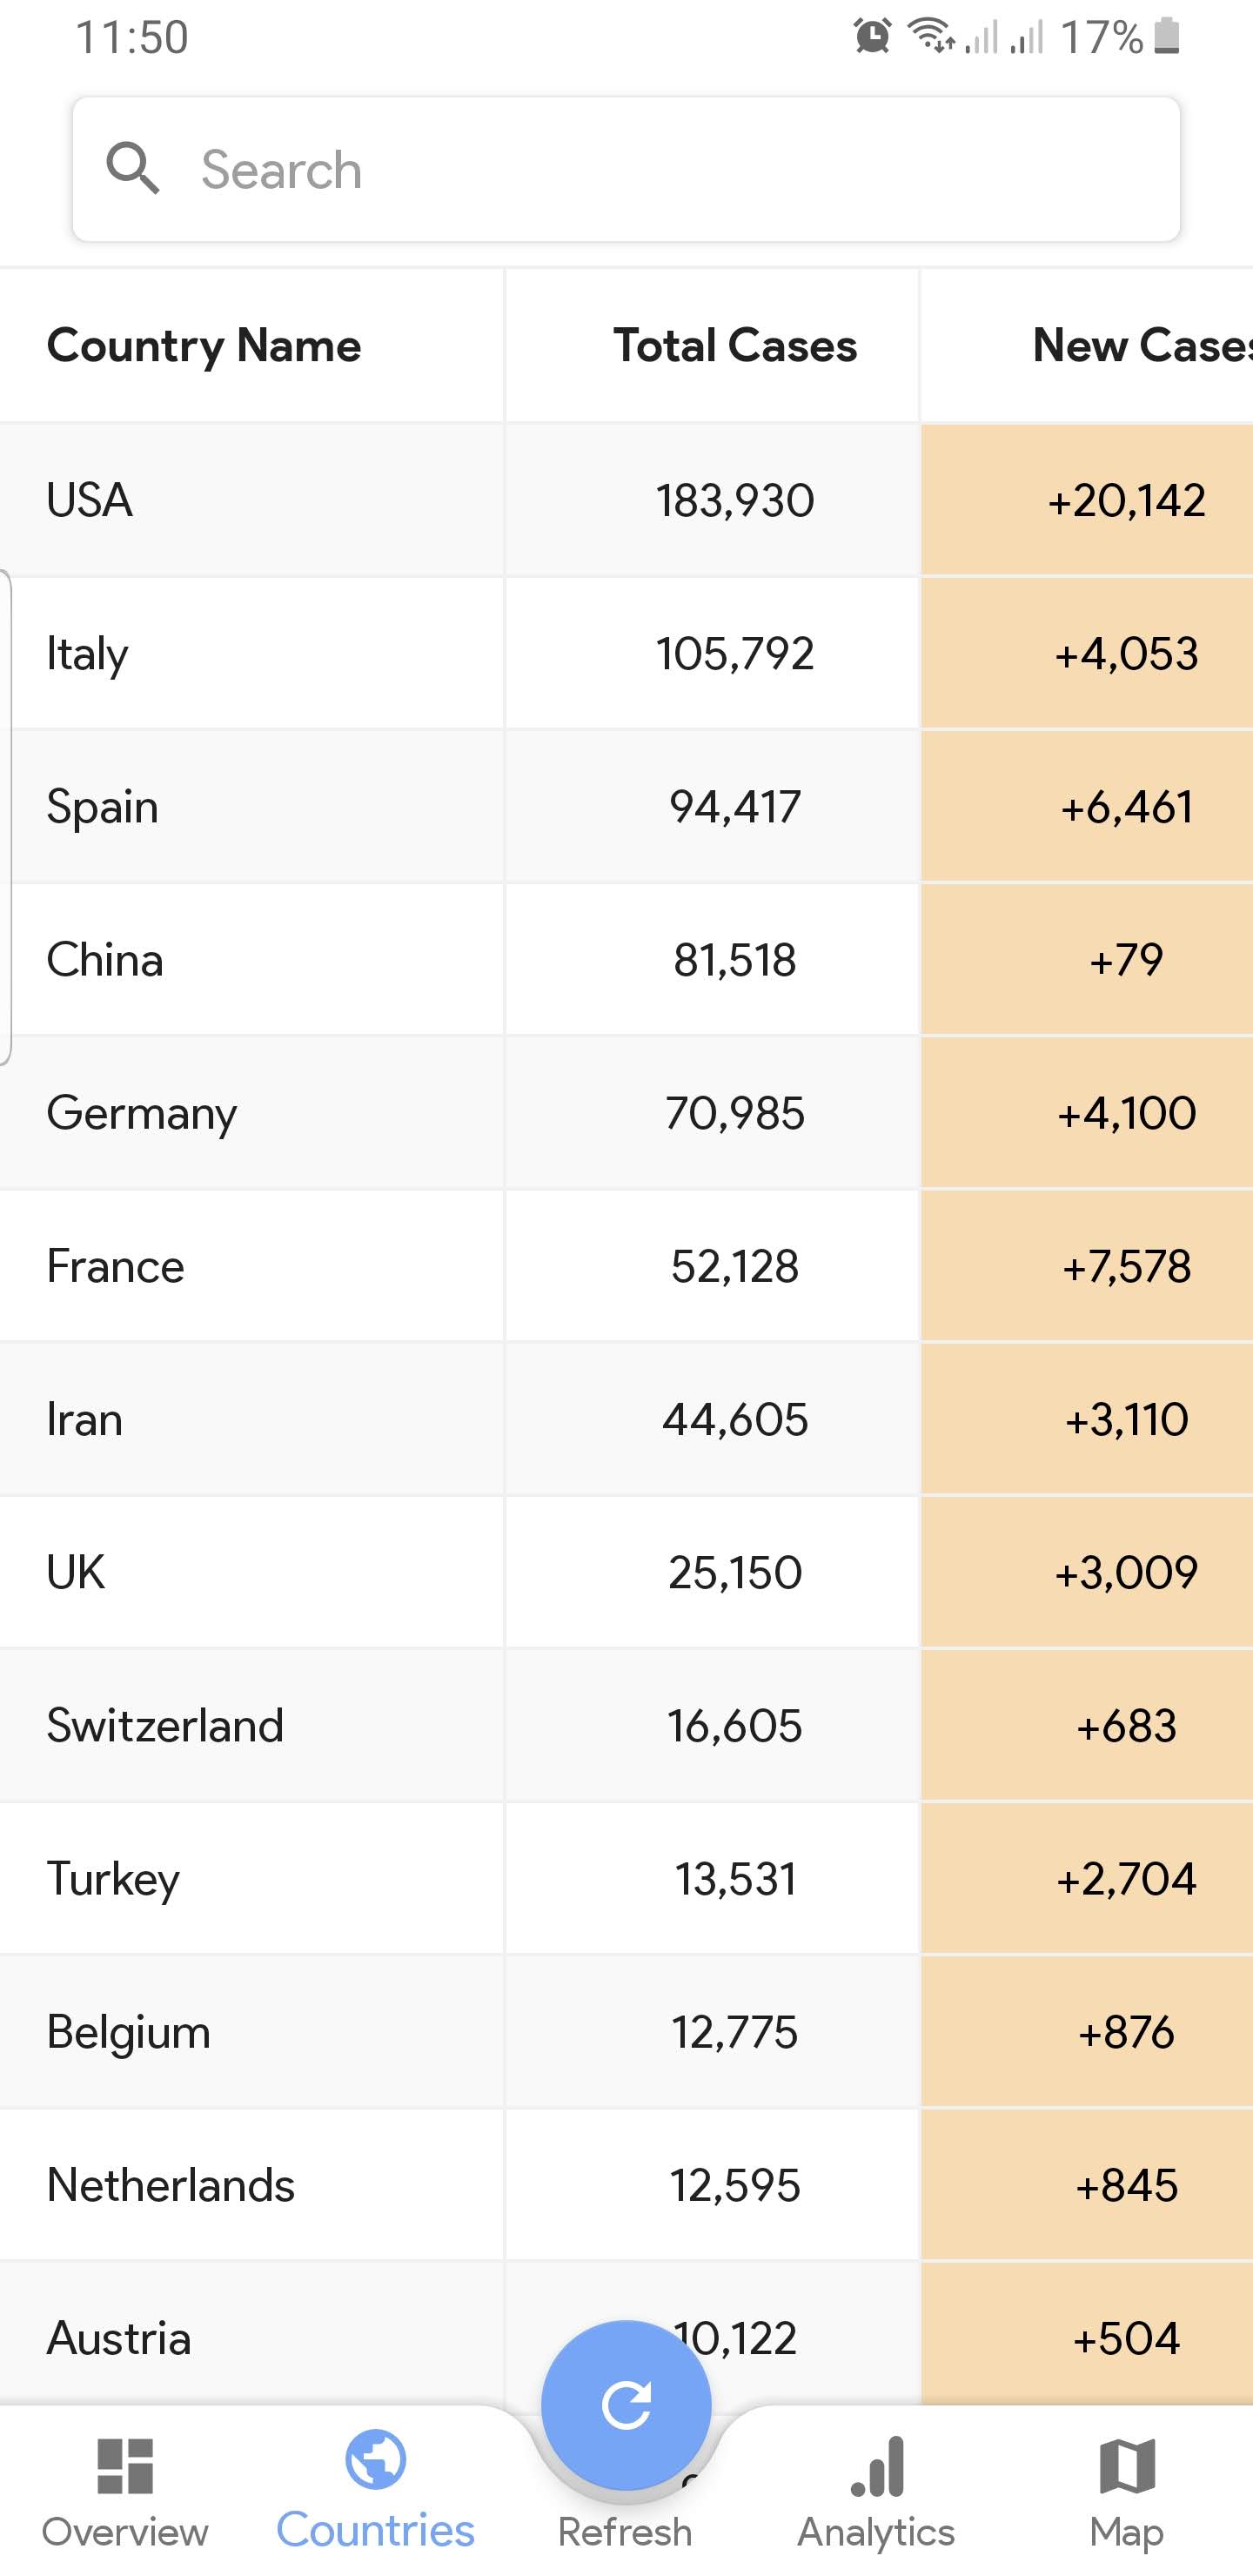 11:50 17%
Search
Country Name Total Cases New Cases
USA 183,930 +20,142
Italy 105,792 +4,053
Spain 94,417 +6,461
China 81,518 +79
Germany 70,985 +4,100
France 52,128 +7,578
Iran 44,605 +3,110
UK 25,150 +3,009
Switzerland 16,605 +683
Turkey 13,531 +2,704
Belgium 12,775 +876
Netherlands 12,595 +845
Austria 10,122 +504
Overview Countries Refresh Analytics Map